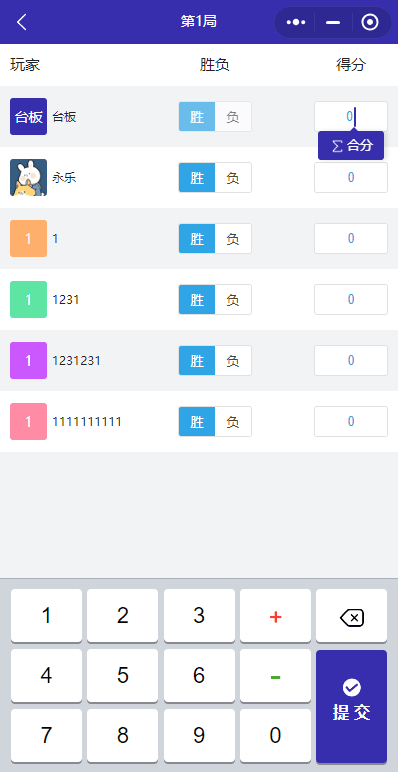 第1局
玩家 胜负 得分
台板 台板 胜 负 0
∑ 合分
永乐 胜 负 0
1 1 胜 负 0
1 1231 胜 负 0
1 1231231 胜 负 0
1 1111111111 胜 负 0
1 2 3 +
4 5 6 -
提交
7 8 9 0